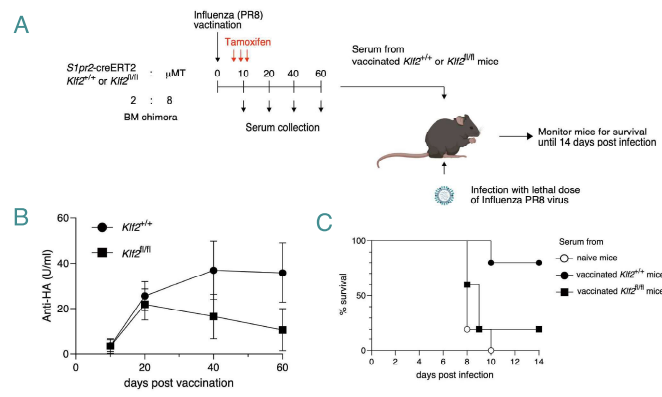 A
Influenza (PR8)
vactination
Tamoxifen
S1pr2-creERT2
Klf2+/+ or Klf2fl/fl
: μMT
2 : 8
BM chimora
0 10 20 40 60
Serum collection
Serum from
vaccinated Klf2+/+ or Klf2fl/fl mice
Monitor mice for survival
until 14 days post infection
Infection with lethal dose
of Influenza PR8 virus
B
Klf2+/+
Klf2fl/fl
Anti-HA (U/ml)
60
40
20
0
0 20 40 60
days post vaccination
C
Serum from
naive mice
vaccinated Klf2+/+ mice
vaccinated Klf2fl/fl mice
% survival
100
50
0
0 2 4 6 8 10 12 14
days post infection